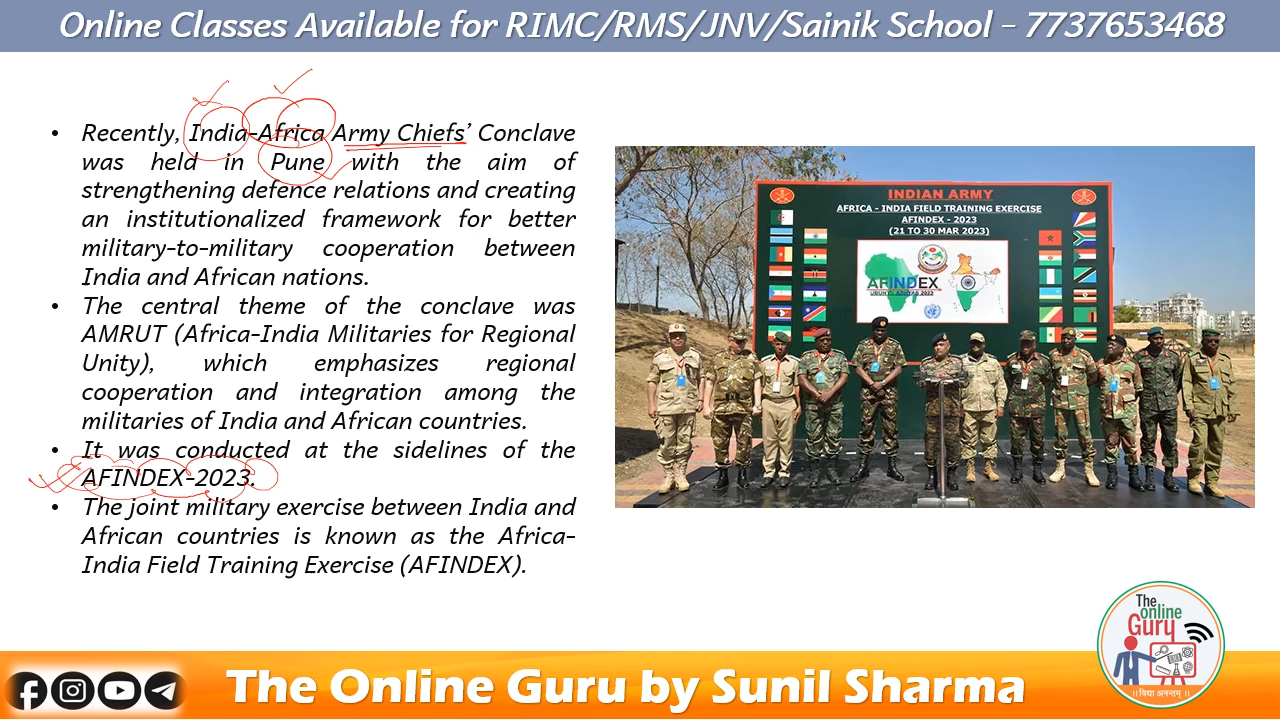 Online Classes Available for RIMC/RMS/JNV/Sainik School - 7737653468
• Recently, India-Africa Army Chiefs’ Conclave
was held in Pune with the aim of
strengthening defence relations and creating
an institutionalized framework for better
military-to-military cooperation between
India and African nations.
• The central theme of the conclave was
AMRUT (Africa-India Militaries for Regional
Unity), which emphasizes regional
cooperation and integration among the
militaries of India and African countries.
• It was conducted at the sidelines of the
AFINDEX-2023.
• The joint military exercise between India and
African countries is known as the Africa-
India Field Training Exercise (AFINDEX).
INDIAN ARMY
AFRICA - INDIA FIELD TRAINING EXERCISE
AFINDEX - 2023
(21 TO 30 MAR 2023)
AFINDEX
The
online
Guru
।। विद्या अनन्तम् ।।
The Online Guru by Sunil Sharma